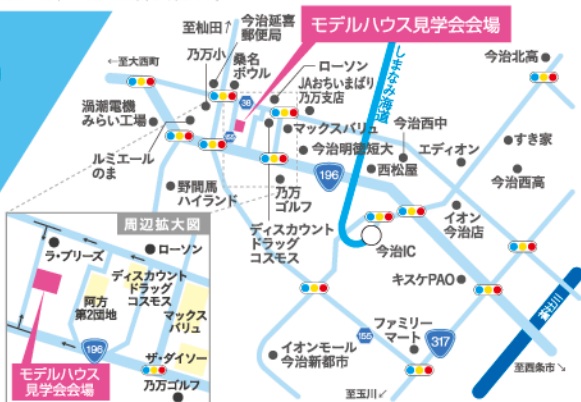 モデルハウス見学会会場
至杣田↗
今治延喜
郵便局
乃万小
桑名
ボウル
←至大西町
ローソン
JAおちいまばり
乃万支店
しまなみ海道
今治北高
渦潮電機
みらい工場
38
155
マックスバリュ
今治明徳短大
今治西中
エディオン
すき家
ルミエール
のま
196
西松屋
今治西高
野間馬
ハイランド
乃万
ゴルフ
ディスカウント
ドラッグ
コスモス
イオン
今治店
今治IC
キスケPAO
蒼社川
155
ファミリー
マート
317
イオンモール
今治新都市
至西条市↘
至玉川↙
周辺拡大図
ラ・ブリーズ
ローソン
ディスカウント
ドラッグ
コスモス
阿方
第2団地
マックス
バリュ
196
ザ・ダイソー
モデルハウス
見学会会場
乃万ゴルフ